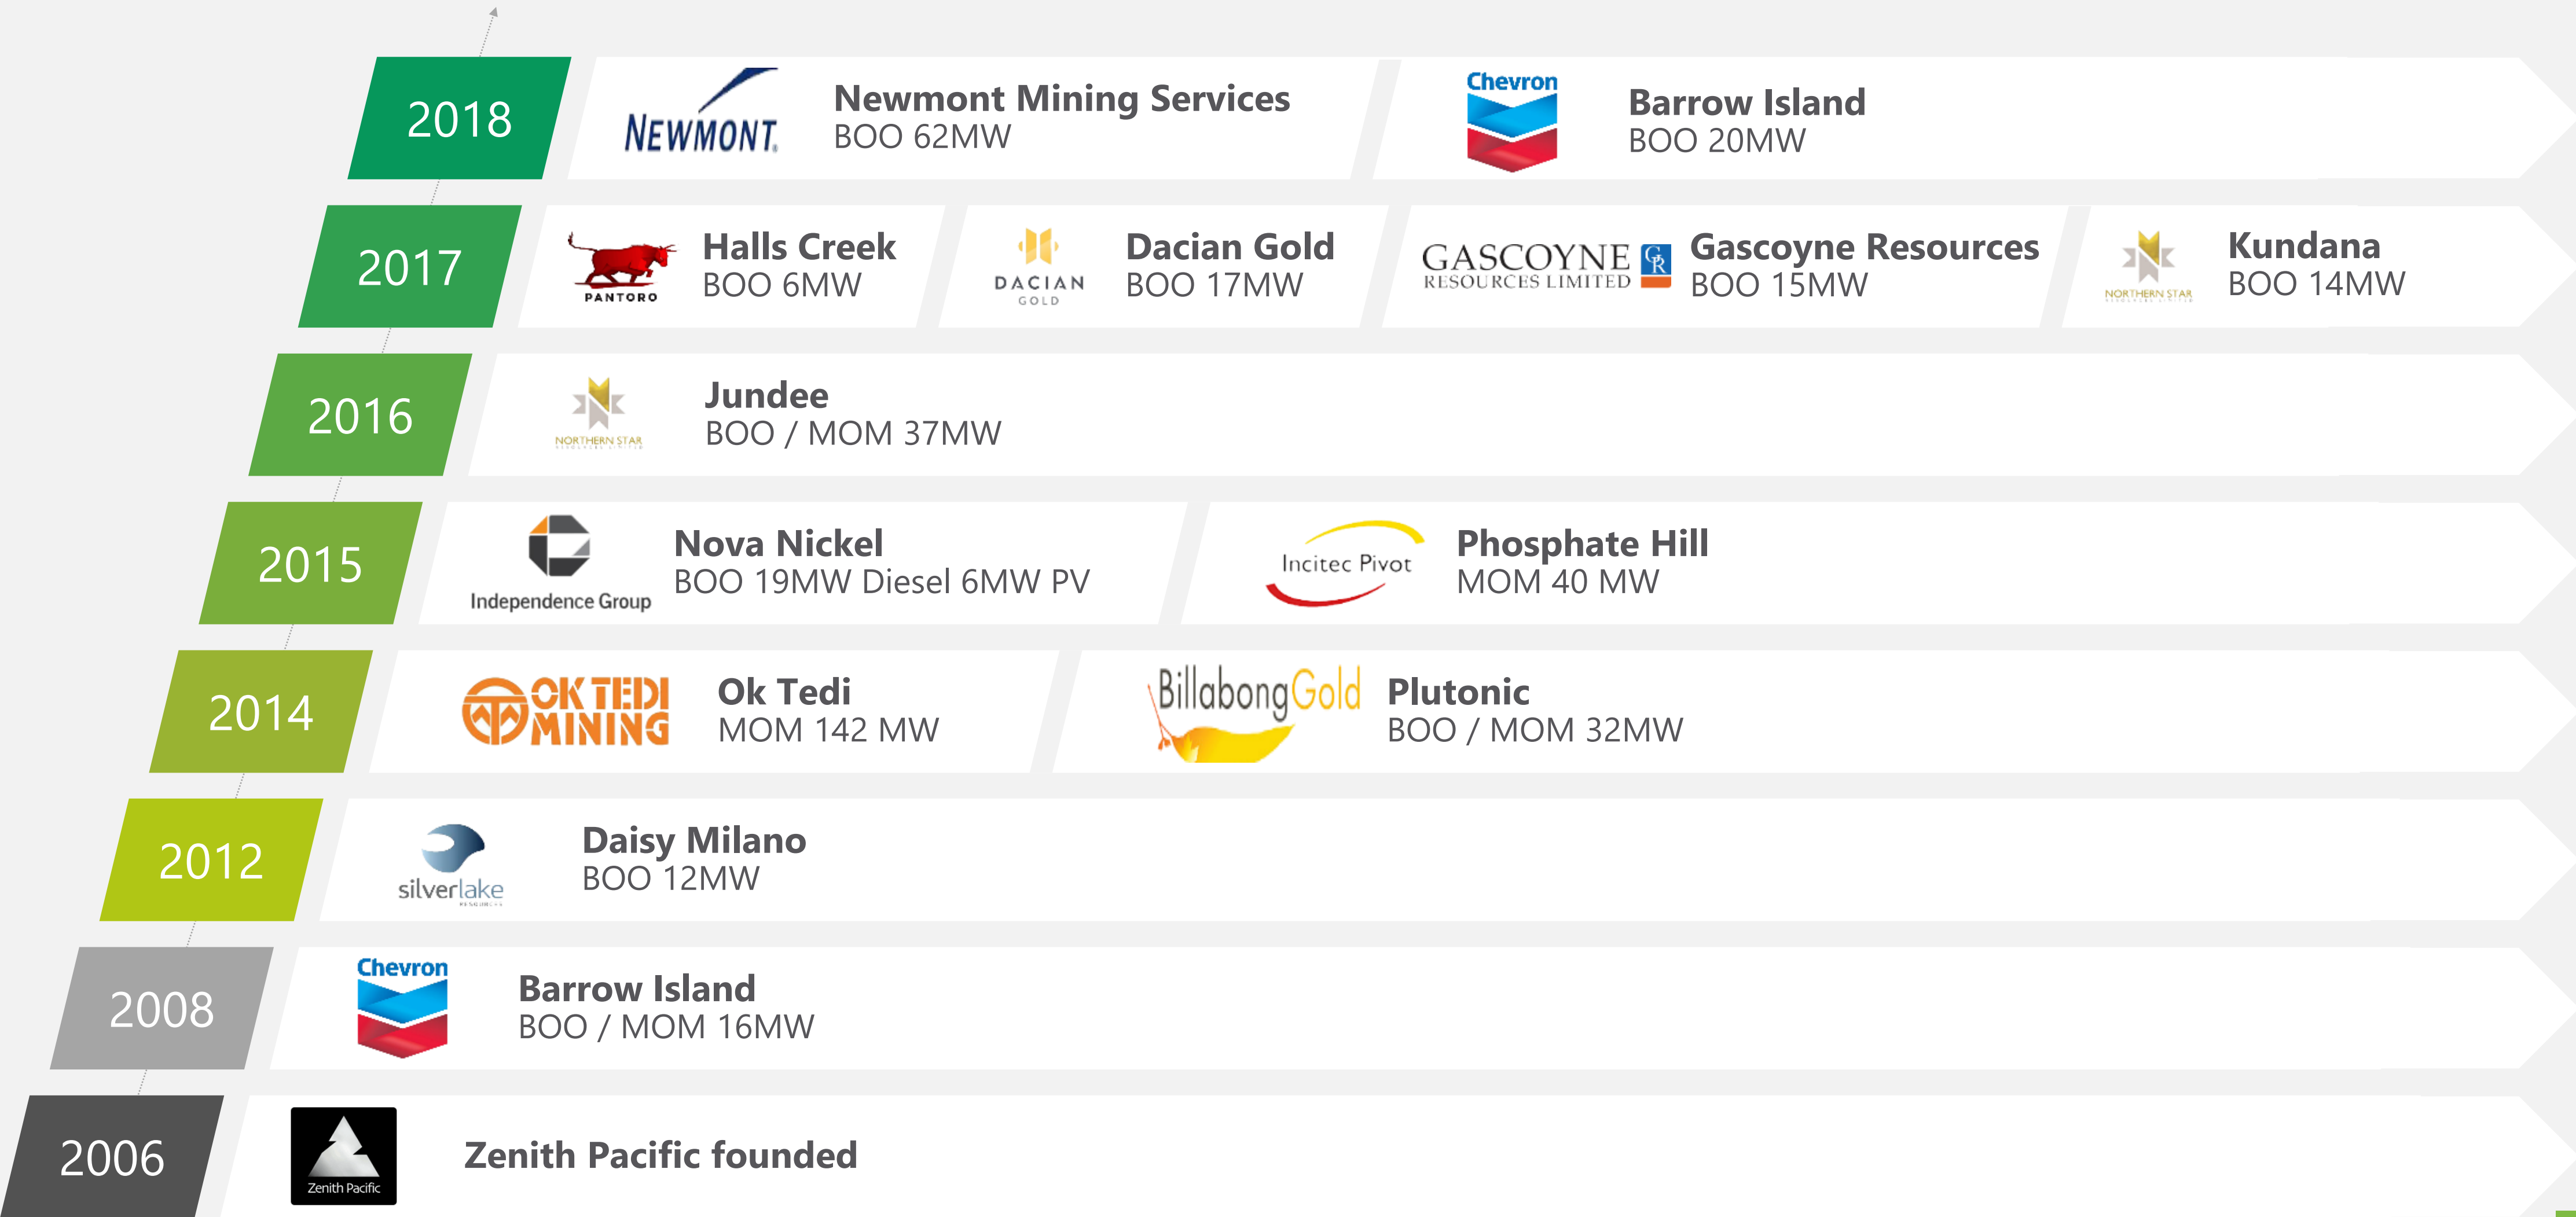 2018
NEWMONT
Newmont Mining Services
BOO 62MW
Chevron
Barrow Island
BOO 20MW
2017
PANTORO
Halls Creek
BOO 6MW
DACIAN
GOLD
Dacian Gold
BOO 17MW
GASCOYNE
RESOURCES LIMITED
GR
Gascoyne Resources
BOO 15MW
NORTHERN STAR
Kundana
BOO 14MW
2016
NORTHERN STAR
Jundee
BOO / MOM 37MW
2015
Independence Group
Nova Nickel
BOO 19MW Diesel 6MW PV
Incitec Pivot
Phosphate Hill
MOM 40 MW
2014
OK TEDI
MINING
Ok Tedi
MOM 142 MW
BillabongGold
Plutonic
BOO / MOM 32MW
2012
silverlake
RESOURCES
Daisy Milano
BOO 12MW
2008
Chevron
Barrow Island
BOO / MOM 16MW
2006
Zenith Pacific
Zenith Pacific founded